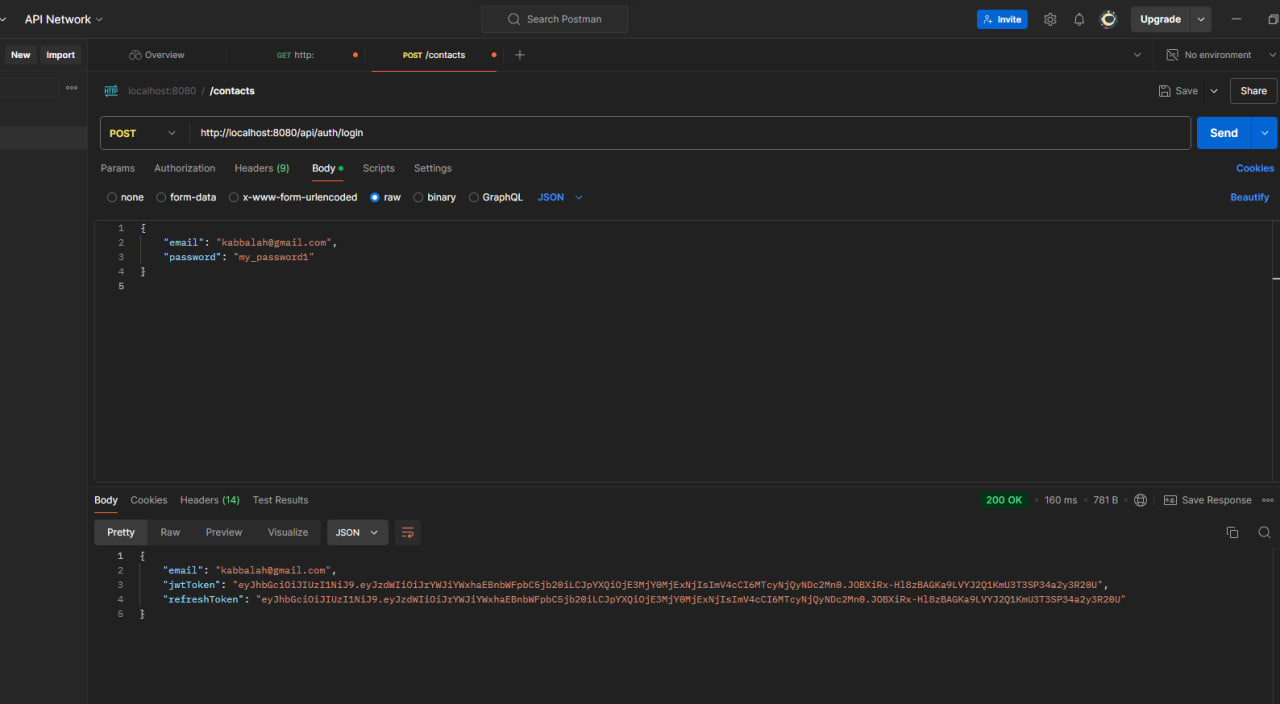 API Network
Search Postman
Invite
Upgrade
New
Import
Overview
GET http:
POST /contacts
No environment
HTTP localhost:8080 / /contacts
Save
Share
POST
http://localhost:8080/api/auth/login
Send
Params Authorization Headers (9) Body Scripts Settings
Cookies
none form-data x-www-form-urlencoded raw binary GraphQL JSON
Beautify
1 {
2 "email": "kabbalah@gmail.com",
3 "password": "my_password1"
4 }
5
Body Cookies Headers (14) Test Results
200 OK 160 ms 781 B
Save Response
Pretty Raw Preview Visualize JSON
1 {
2 "email": "kabbalah@gmail.com",
3 "jwtToken": "eyJhbGciOiJIUzI1NiJ9.eyJzdWIiOiJrYWJiYWxhaEBnbWFpbC5jb20iLCJpYXQiOjE3MjY0MjExNjIsImV4cCI6MTcyNjQyNDc2Mn0.JOBXiRx-Hl8zBAGKa9LVYJ2Q1KmU3T3SP34a2y3R20U",
4 "refreshToken": "eyJhbGciOiJIUzI1NiJ9.eyJzdWIiOiJrYWJiYWxhaEBnbWFpbC5jb20iLCJpYXQiOjE3MjY0MjExNjIsImV4cCI6MTcyNjQyNDc2Mn0.JOBXiRx-Hl8zBAGKa9LVYJ2Q1KmU3T3SP34a2y3R20U"
5 }